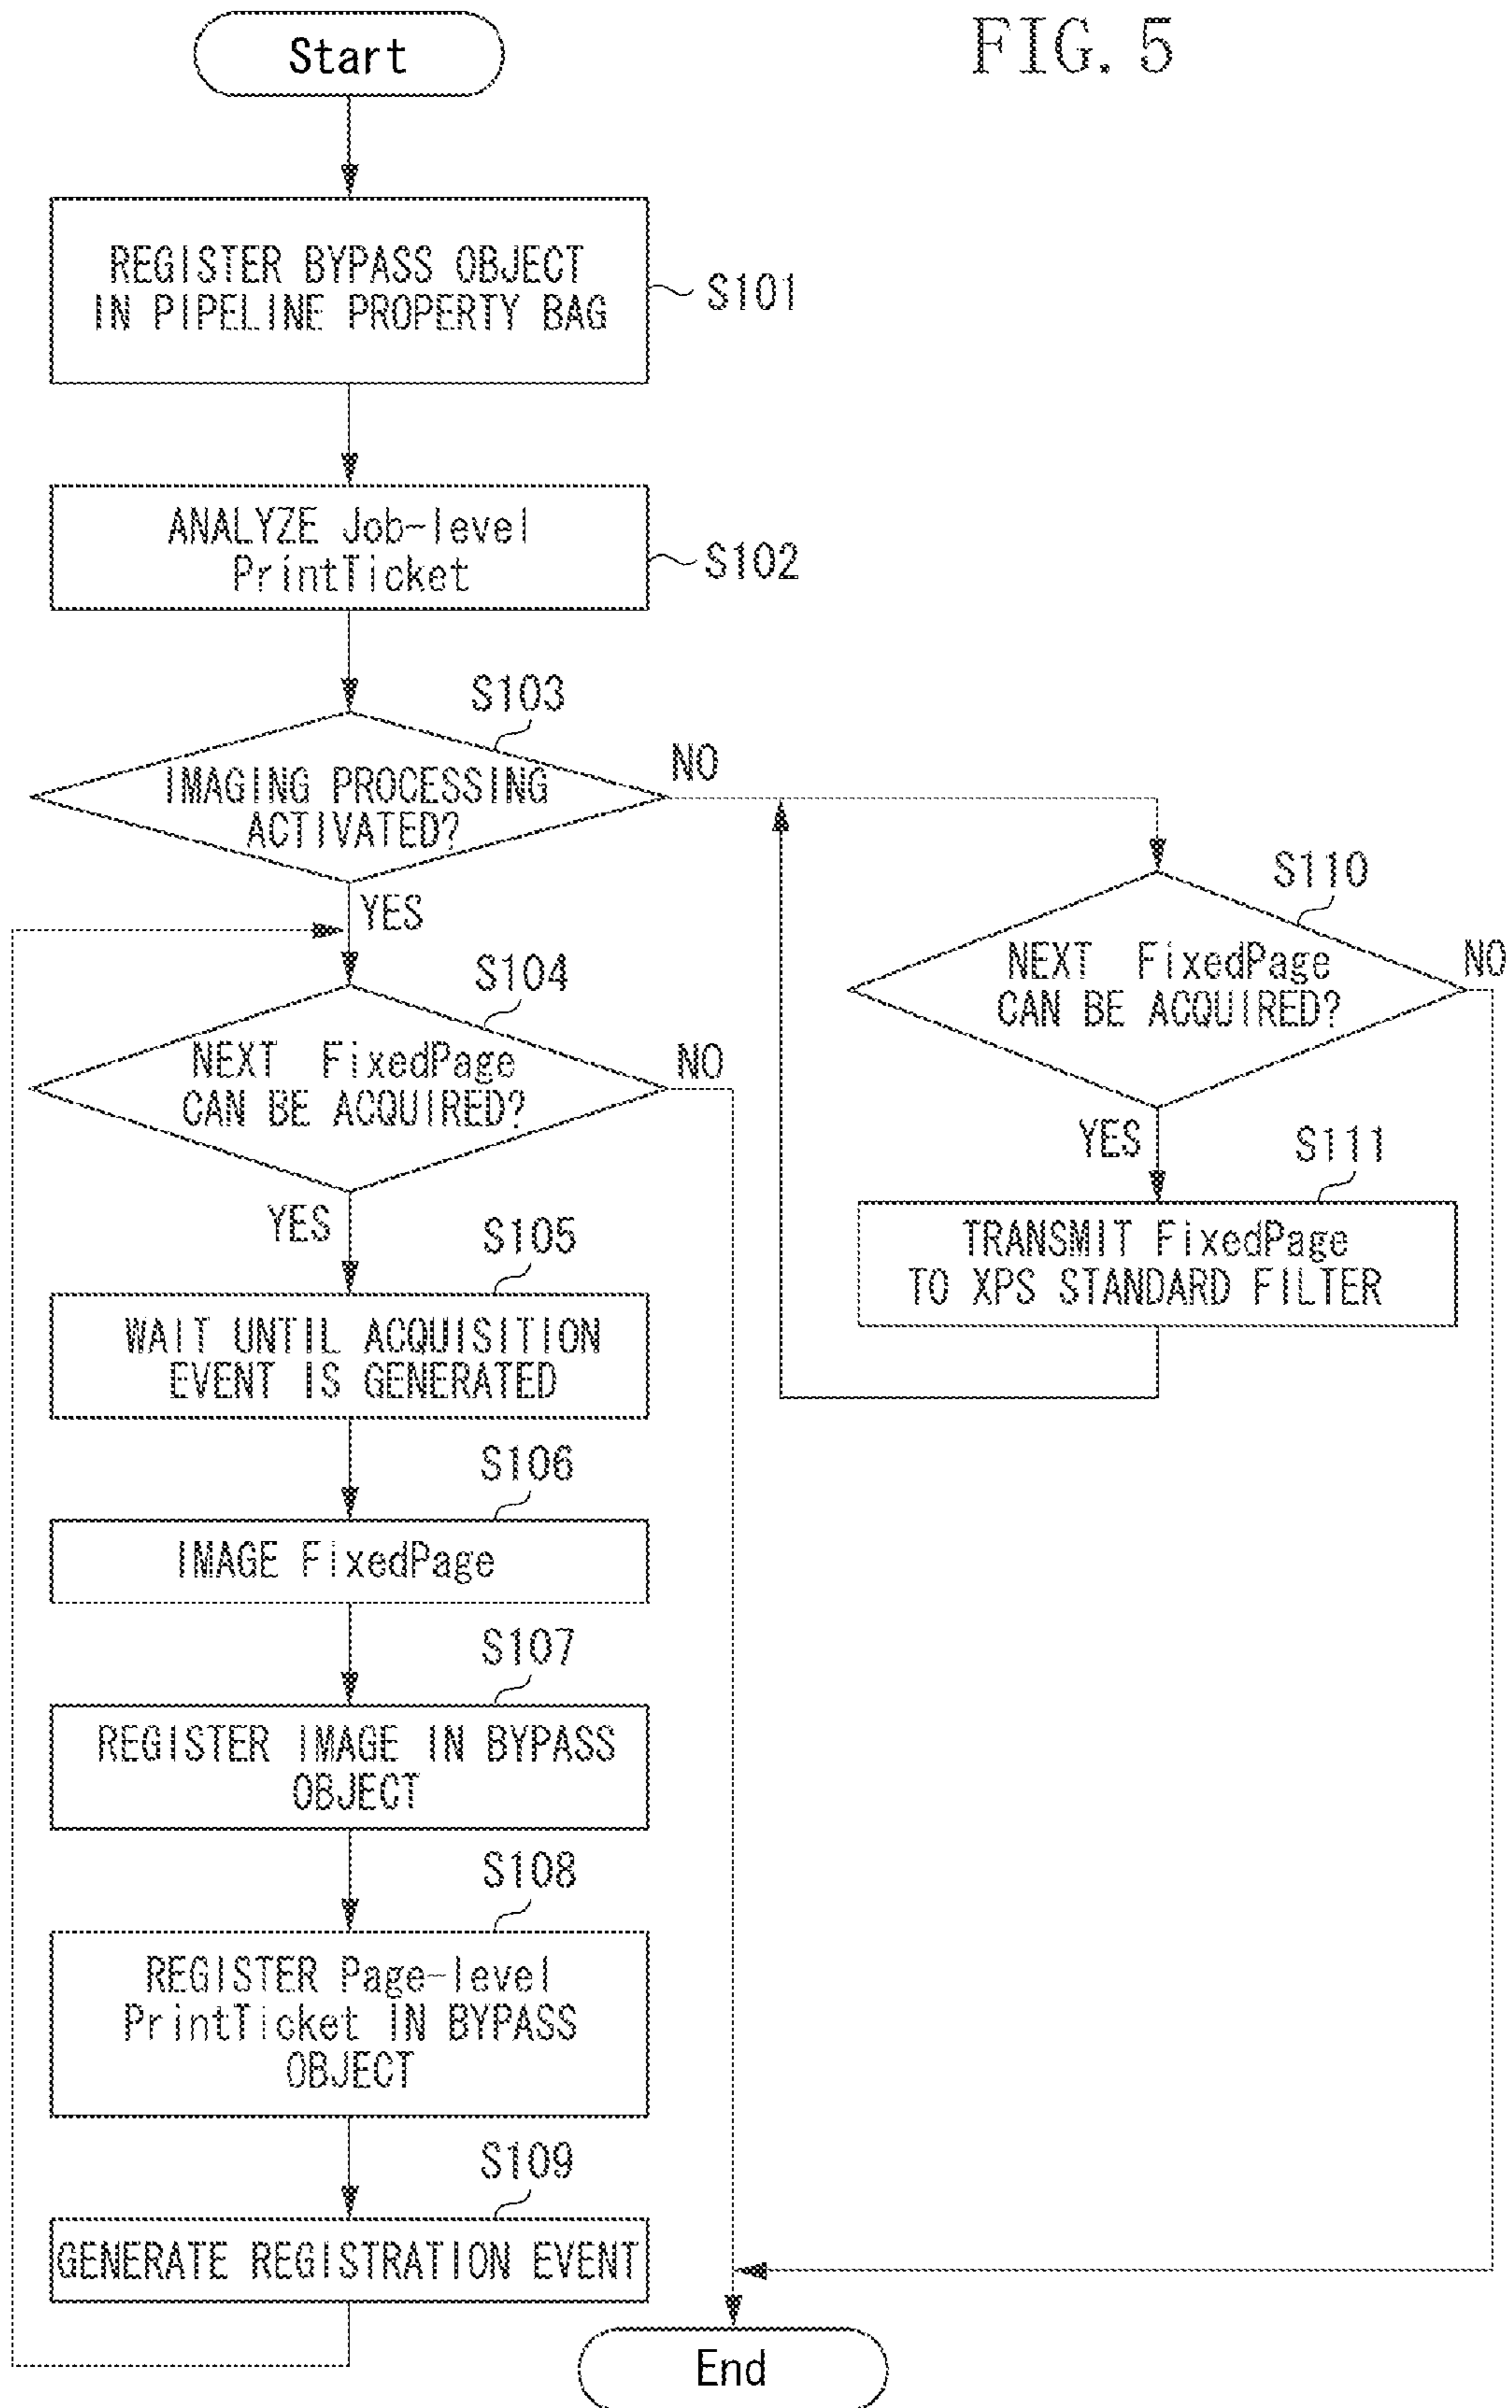 FIG. 5
Start
REGISTER BYPASS OBJECT
IN PIPELINE PROPERTY BAG
S101
ANALYZE Job-level
PrintTicket
S102
S103
IMAGING PROCESSING
ACTIVATED?
NO
YES
S104
NEXT FixedPage
CAN BE ACQUIRED?
NO
YES
S105
WAIT UNTIL ACQUISITION
EVENT IS GENERATED
S106
IMAGE FixedPage
S107
REGISTER IMAGE IN BYPASS
OBJECT
S108
REGISTER Page-level
PrintTicket IN BYPASS
OBJECT
S109
GENERATE REGISTRATION EVENT
S110
NEXT FixedPage
CAN BE ACQUIRED?
NO
YES
S111
TRANSMIT FixedPage
TO XPS STANDARD FILTER
End